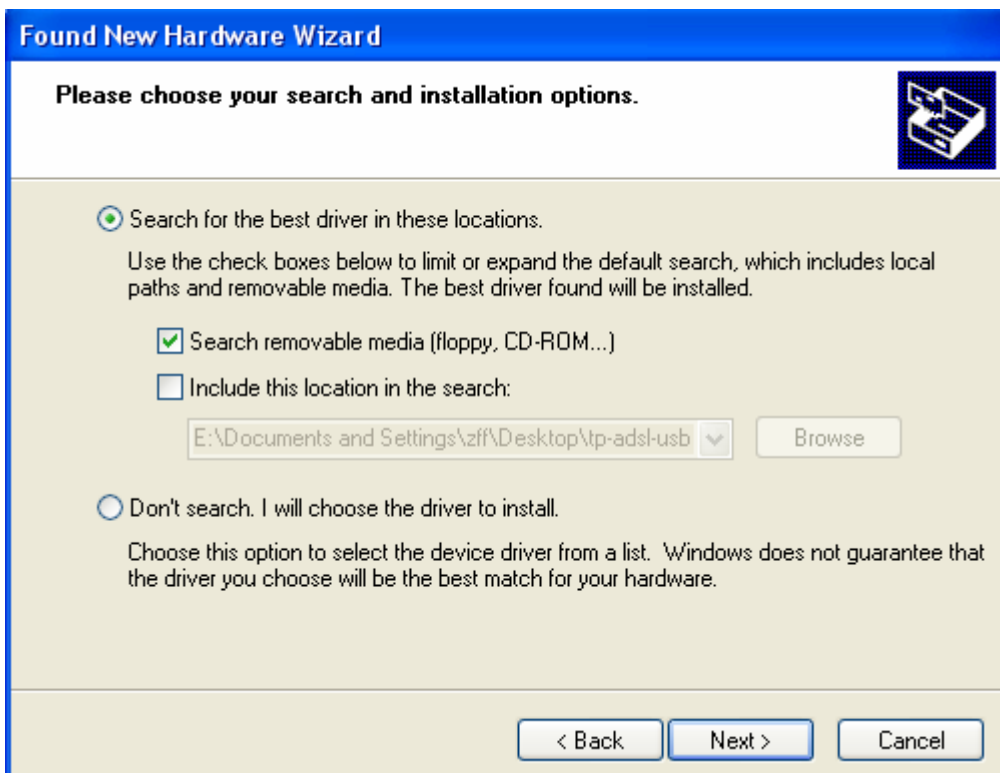 Found New Hardware Wizard
Please choose your search and installation options.
Search for the best driver in these locations.
Use the check boxes below to limit or expand the default search, which includes local
paths and removable media. The best driver found will be installed.
Search removable media (floppy, CD-ROM...)
Include this location in the search:
E:\Documents and Settings\zff\Desktop\tp-adsl-usb
Browse
Don't search. I will choose the driver to install.
Choose this option to select the device driver from a list.  Windows does not guarantee that
the driver you choose will be the best match for your hardware.
< Back
Next >
Cancel